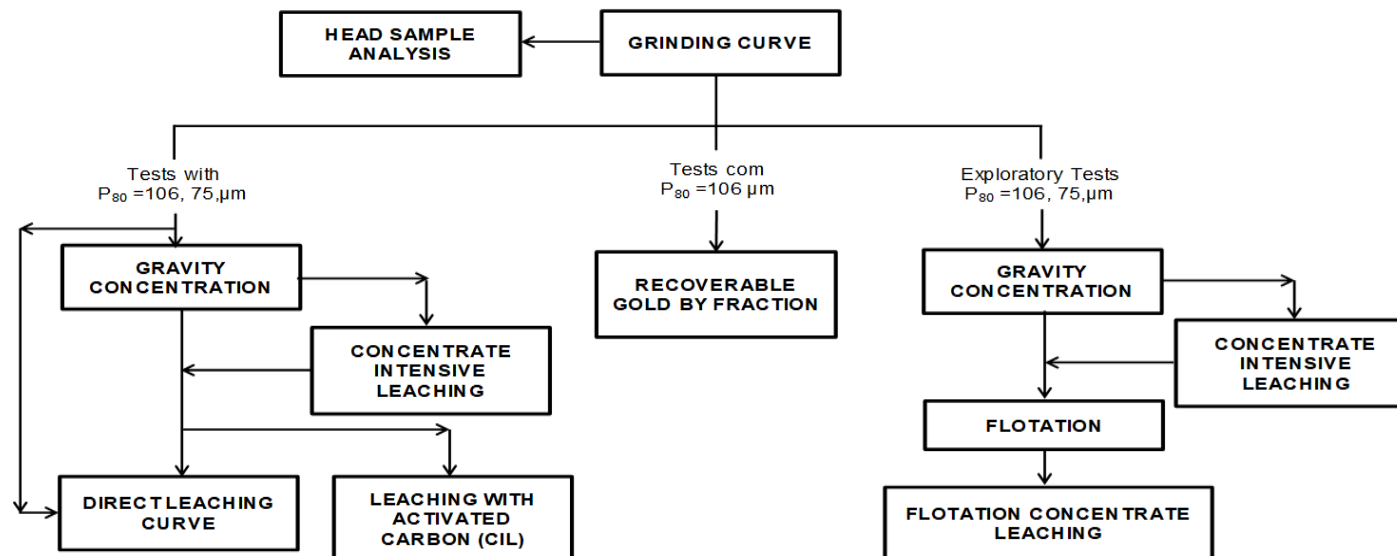 HEAD SAMPLE
ANALYSIS
GRINDING CURVE
Tests with
P₈₀ =106, 75,µm
Tests com
P₈₀ =106 µm
Exploratory Tests
P₈₀ =106, 75,µm
GRAVITY
CONCENTRATION
RECOVERABLE
GOLD BY FRACTION
GRAVITY
CONCENTRATION
CONCENTRATE
INTENSIVE
LEACHING
CONCENTRATE
INTENSIVE
LEACHING
FLOTATION
DIRECT LEACHING
CURVE
LEACHING WITH
ACTIVATED
CARBON (CIL)
FLOTATION CONCENTRATE
LEACHING